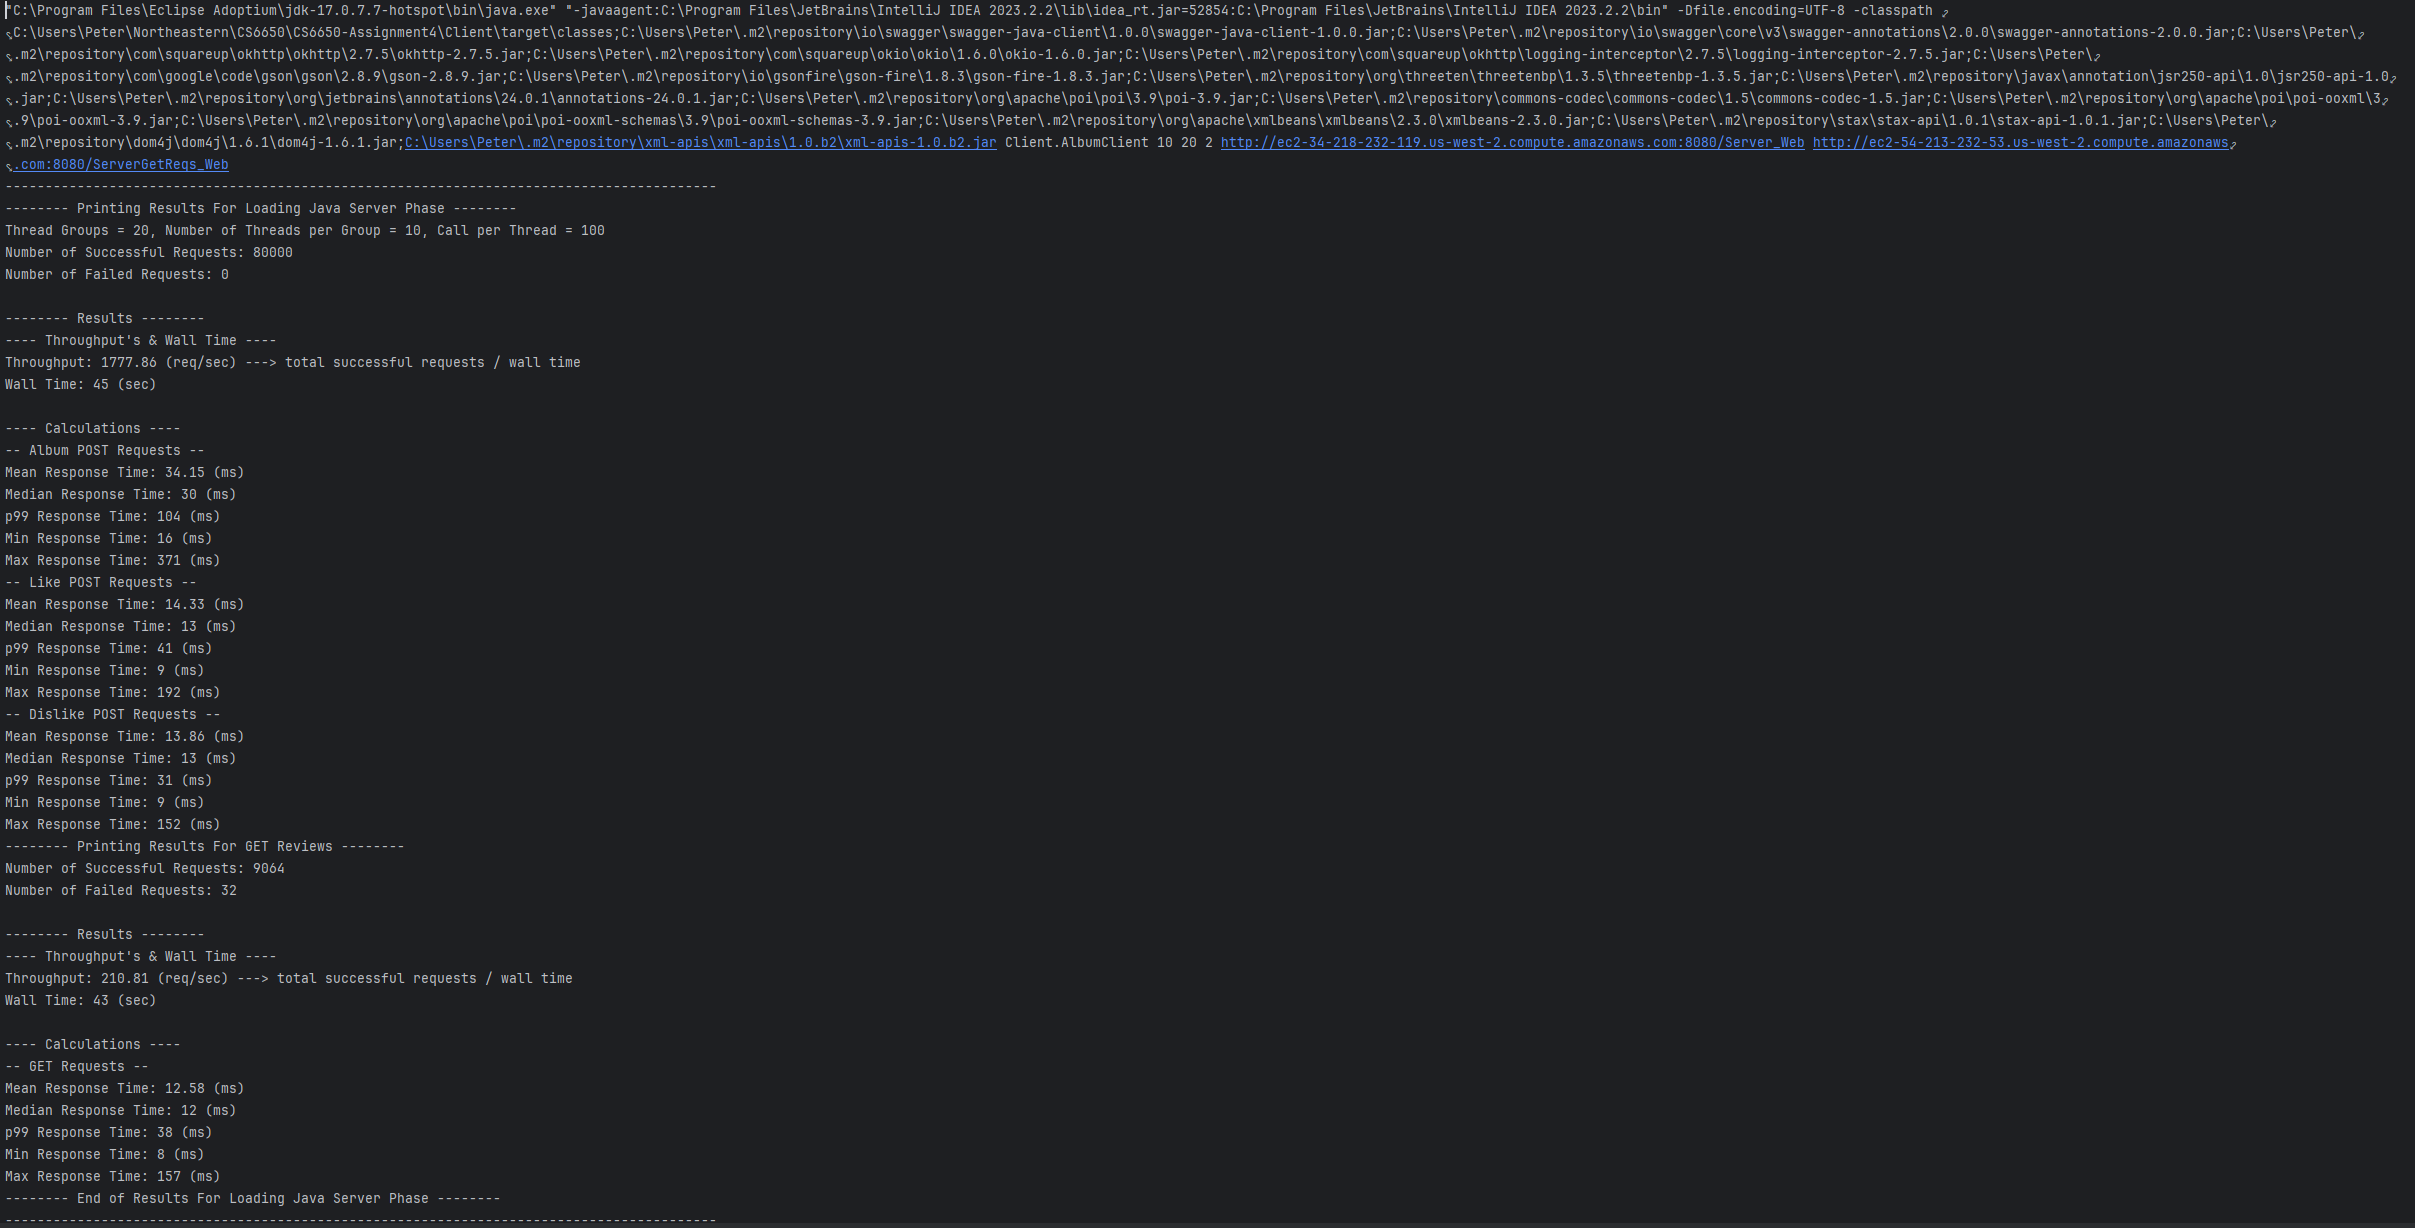 "C:\Program Files\Eclipse Adoptium\jdk-17.0.7.7-hotspot\bin\java.exe" "-javaagent:C:\Program Files\JetBrains\IntelliJ IDEA 2023.2.2\lib\idea_rt.jar=52854:C:\Program Files\JetBrains\IntelliJ IDEA 2023.2.2\bin" -Dfile.encoding=UTF-8 -classpath
C:\Users\Peter\Northeastern\CS6650\CS6650-Assignment4\Client\target\classes;C:\Users\Peter\.m2\repository\io\swagger\swagger-java-client\1.0.0\swagger-java-client-1.0.0.jar;C:\Users\Peter\.m2\repository\io\swagger\core\v3\swagger-annotations\2.0.0\swagger-annotations-2.0.0.jar;C:\Users\Peter\
.m2\repository\com\squareup\okhttp\okhttp\2.7.5\okhttp-2.7.5.jar;C:\Users\Peter\.m2\repository\com\squareup\okio\okio\1.6.0\okio-1.6.0.jar;C:\Users\Peter\.m2\repository\com\squareup\okhttp\logging-interceptor\2.7.5\logging-interceptor-2.7.5.jar;C:\Users\Peter\
.m2\repository\com\google\code\gson\gson\2.8.9\gson-2.8.9.jar;C:\Users\Peter\.m2\repository\io\gsonfire\gson-fire\1.8.3\gson-fire-1.8.3.jar;C:\Users\Peter\.m2\repository\org\threeten\threetenbp\1.3.5\threetenbp-1.3.5.jar;C:\Users\Peter\.m2\repository\javax\annotation\jsr250-api\1.0\jsr250-api-1.0
.jar;C:\Users\Peter\.m2\repository\org\jetbrains\annotations\24.0.1\annotations-24.0.1.jar;C:\Users\Peter\.m2\repository\org\apache\poi\poi\3.9\poi-3.9.jar;C:\Users\Peter\.m2\repository\commons-codec\commons-codec\1.5\commons-codec-1.5.jar;C:\Users\Peter\.m2\repository\org\apache\poi\poi-ooxml\3
.9\poi-ooxml-3.9.jar;C:\Users\Peter\.m2\repository\org\apache\poi\poi-ooxml-schemas\3.9\poi-ooxml-schemas-3.9.jar;C:\Users\Peter\.m2\repository\org\apache\xmlbeans\xmlbeans\2.3.0\xmlbeans-2.3.0.jar;C:\Users\Peter\.m2\repository\stax\stax-api\1.0.1\stax-api-1.0.1.jar;C:\Users\Peter\
.m2\repository\dom4j\dom4j\1.6.1\dom4j-1.6.1.jar;C:\Users\Peter\.m2\repository\xml-apis\xml-apis\1.0.b2\xml-apis-1.0.b2.jar Client.AlbumClient 10 20 2 http://ec2-34-218-232-119.us-west-2.compute.amazonaws.com:8080/Server_Web http://ec2-54-213-232-53.us-west-2.compute.amazonaws
.com:8080/ServerGetReqs_Web
-----------------------------------------------------------------------------------------
-------- Printing Results For Loading Java Server Phase --------
Thread Groups = 20, Number of Threads per Group = 10, Call per Thread = 100
Number of Successful Requests: 80000
Number of Failed Requests: 0
-------- Results --------
---- Throughput's & Wall Time ----
Throughput: 1777.86 (req/sec) ---> total successful requests / wall time
Wall Time: 45 (sec)
---- Calculations ----
-- Album POST Requests --
Mean Response Time: 34.15 (ms)
Median Response Time: 30 (ms)
p99 Response Time: 104 (ms)
Min Response Time: 16 (ms)
Max Response Time: 371 (ms)
-- Like POST Requests --
Mean Response Time: 14.33 (ms)
Median Response Time: 13 (ms)
p99 Response Time: 41 (ms)
Min Response Time: 9 (ms)
Max Response Time: 192 (ms)
-- Dislike POST Requests --
Mean Response Time: 13.86 (ms)
Median Response Time: 13 (ms)
p99 Response Time: 31 (ms)
Min Response Time: 9 (ms)
Max Response Time: 152 (ms)
-------- Printing Results For GET Reviews --------
Number of Successful Requests: 9064
Number of Failed Requests: 32
-------- Results --------
---- Throughput's & Wall Time ----
Throughput: 210.81 (req/sec) ---> total successful requests / wall time
Wall Time: 43 (sec)
---- Calculations ----
-- GET Requests --
Mean Response Time: 12.58 (ms)
Median Response Time: 12 (ms)
p99 Response Time: 38 (ms)
Min Response Time: 8 (ms)
Max Response Time: 157 (ms)
-------- End of Results For Loading Java Server Phase --------
-----------------------------------------------------------------------------------------